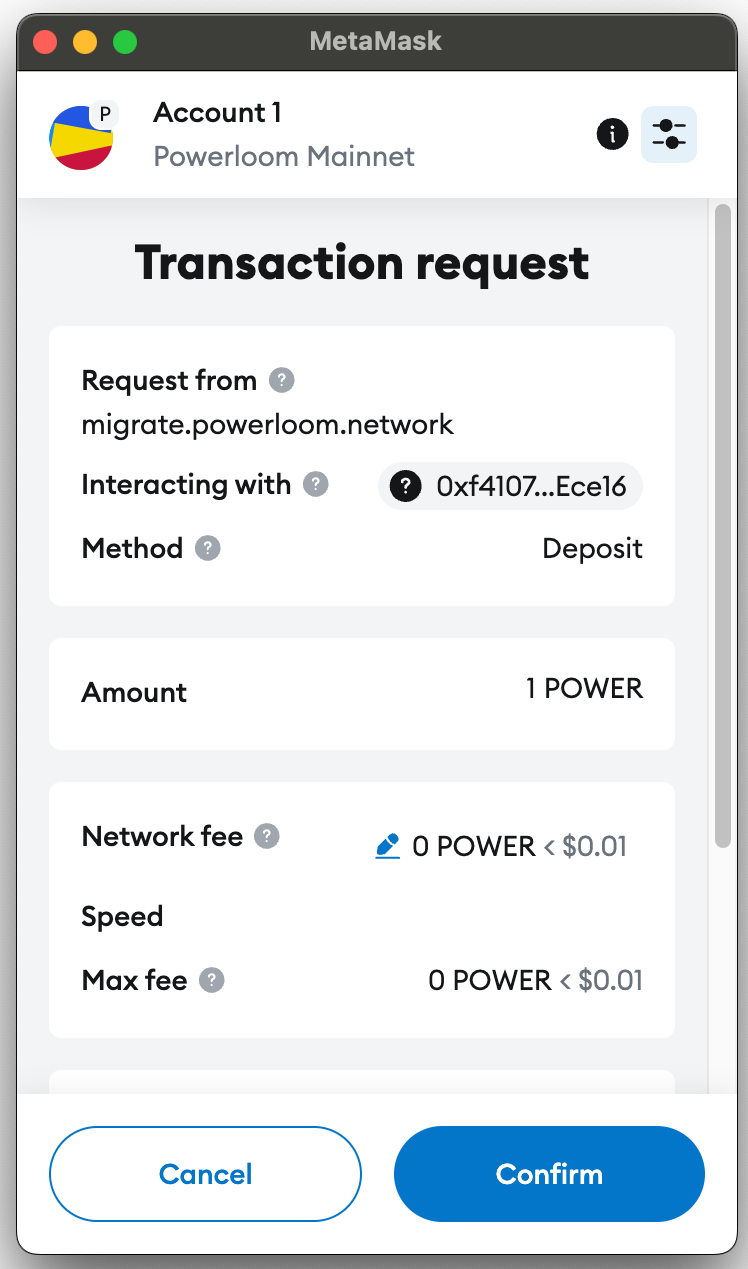 MetaMask
P
Account 1
Powerloom Mainnet
Transaction request
Request from ?
migrate.powerloom.network
Interacting with ? ? 0xf4107...Ece16
Method ? Deposit
Amount 1 POWER
Network fee ? 0 POWER < $0.01
Speed
Max fee ? 0 POWER < $0.01
Cancel Confirm